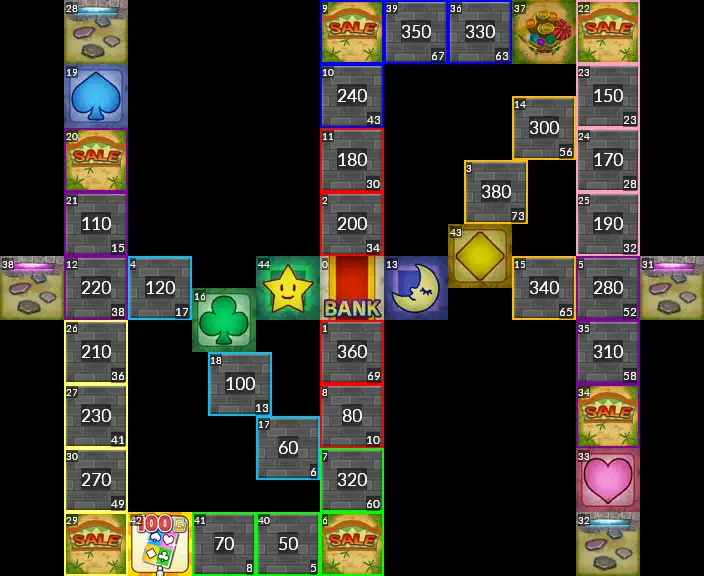 28 9 SALE 39 350 67 36 330 63 37 22 SALE
19 10 240 43 23 150 23
14 300 56
20 SALE 11 180 30 24 170 28
3 380 73
21 110 15 2 200 34 25 190 32
43
38 12 220 38 4 120 17 44 0 BANK 13 15 340 65 5 280 52 31
16
26 210 36 1 360 69 35 310 58
18 100 13
27 230 41 8 80 10 34 SALE
17 60 6
30 270 49 7 320 60 33
29 SALE 42 100G 41 70 8 40 50 5 6 SALE 32